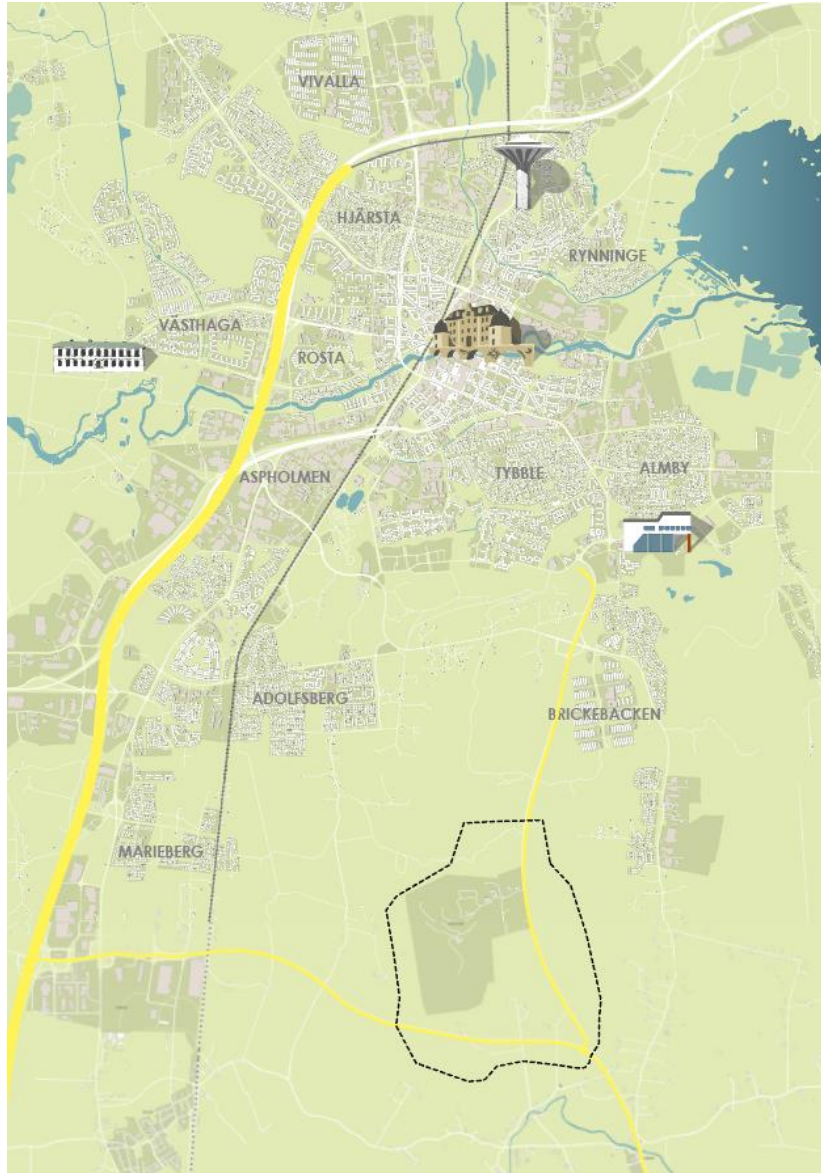 VIVALLA
HJÄRSTA
RYNNINGE
VÄSTHAGA
ROSTA
ASPHOLMEN
TYBBLE
ALMBY
ADOLFSBERG
BRICKEBACKEN
MARIEBERG